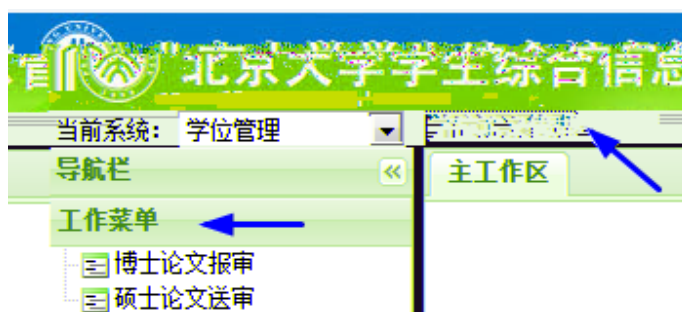 北京大学学生综合信息
当前系统： 学位管理
导航栏
主工作区
工作菜单
博士论文报审
硕士论文送审